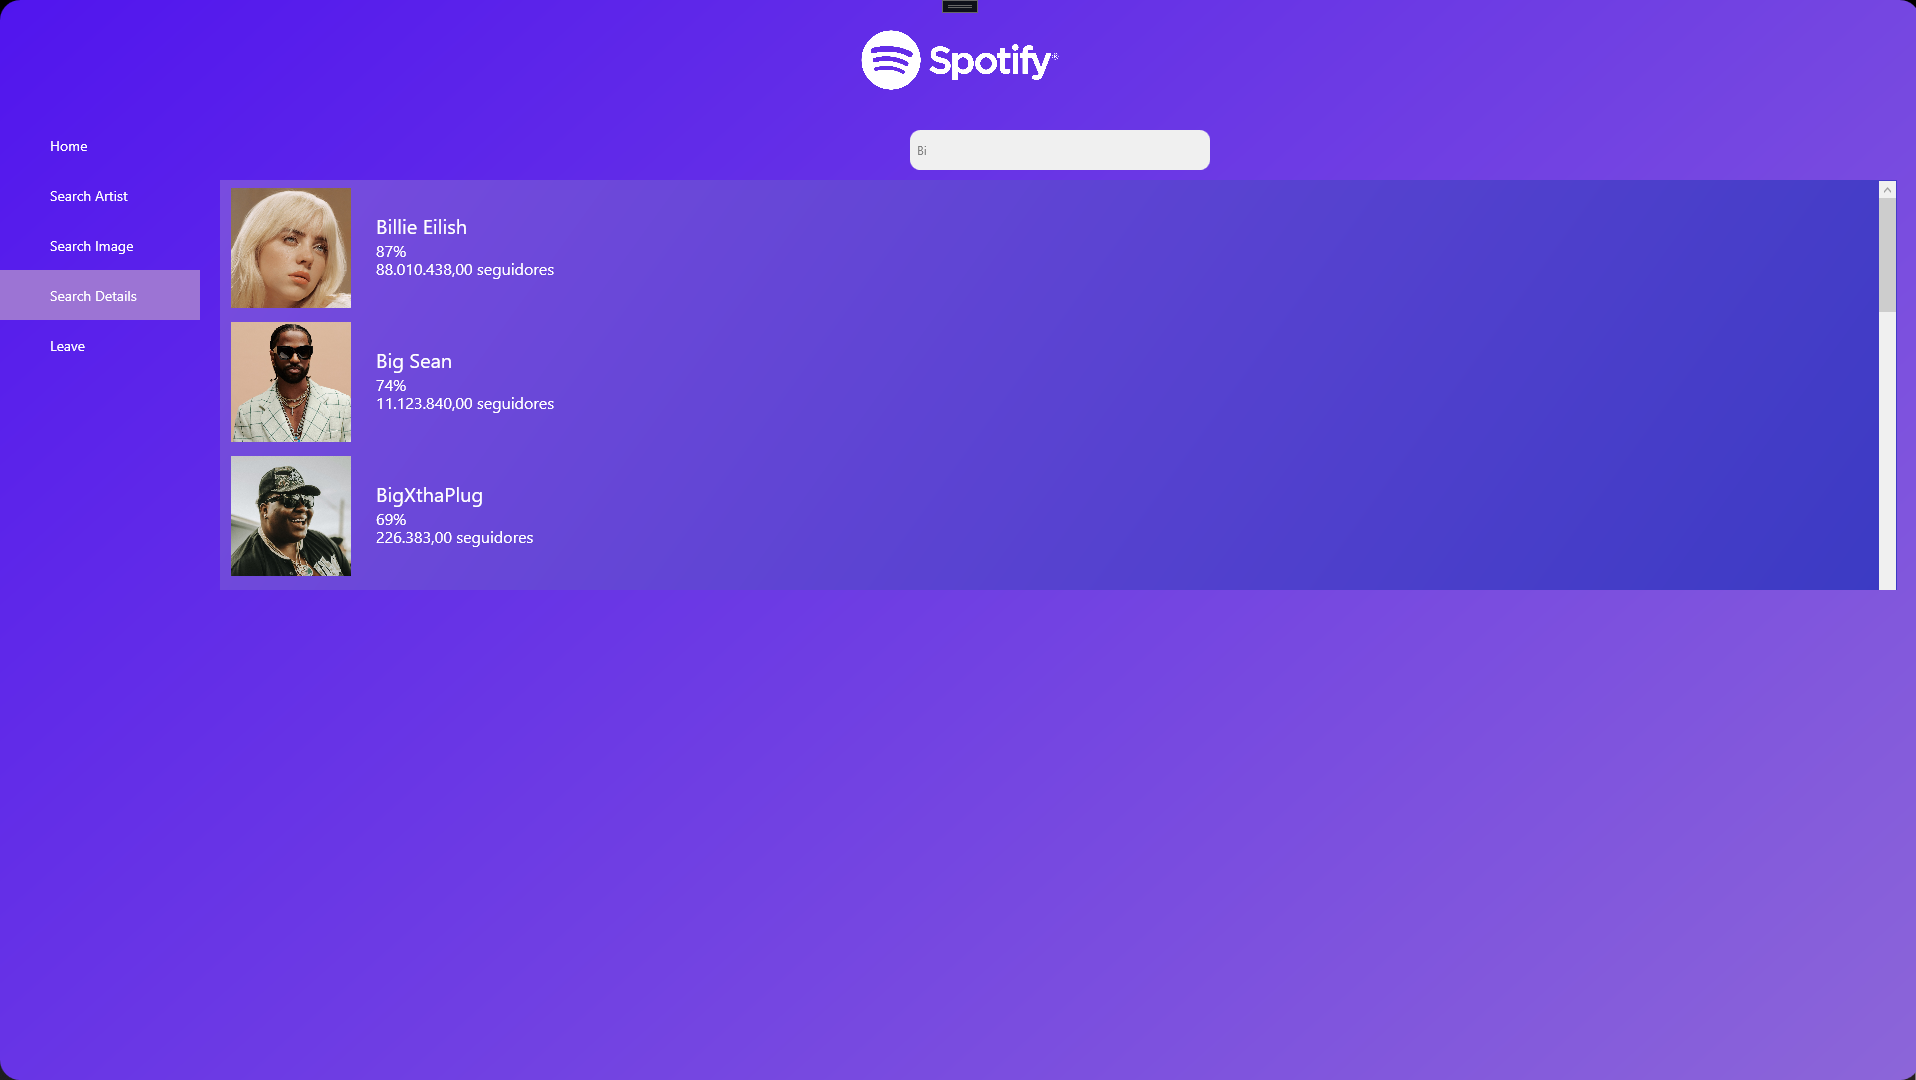 Spotify®
Home
Search Artist
Search Image
Search Details
Leave
Bi
Billie Eilish
87%
88.010.438,00 seguidores
Big Sean
74%
11.123.840,00 seguidores
BigXthaPlug
69%
226.383,00 seguidores